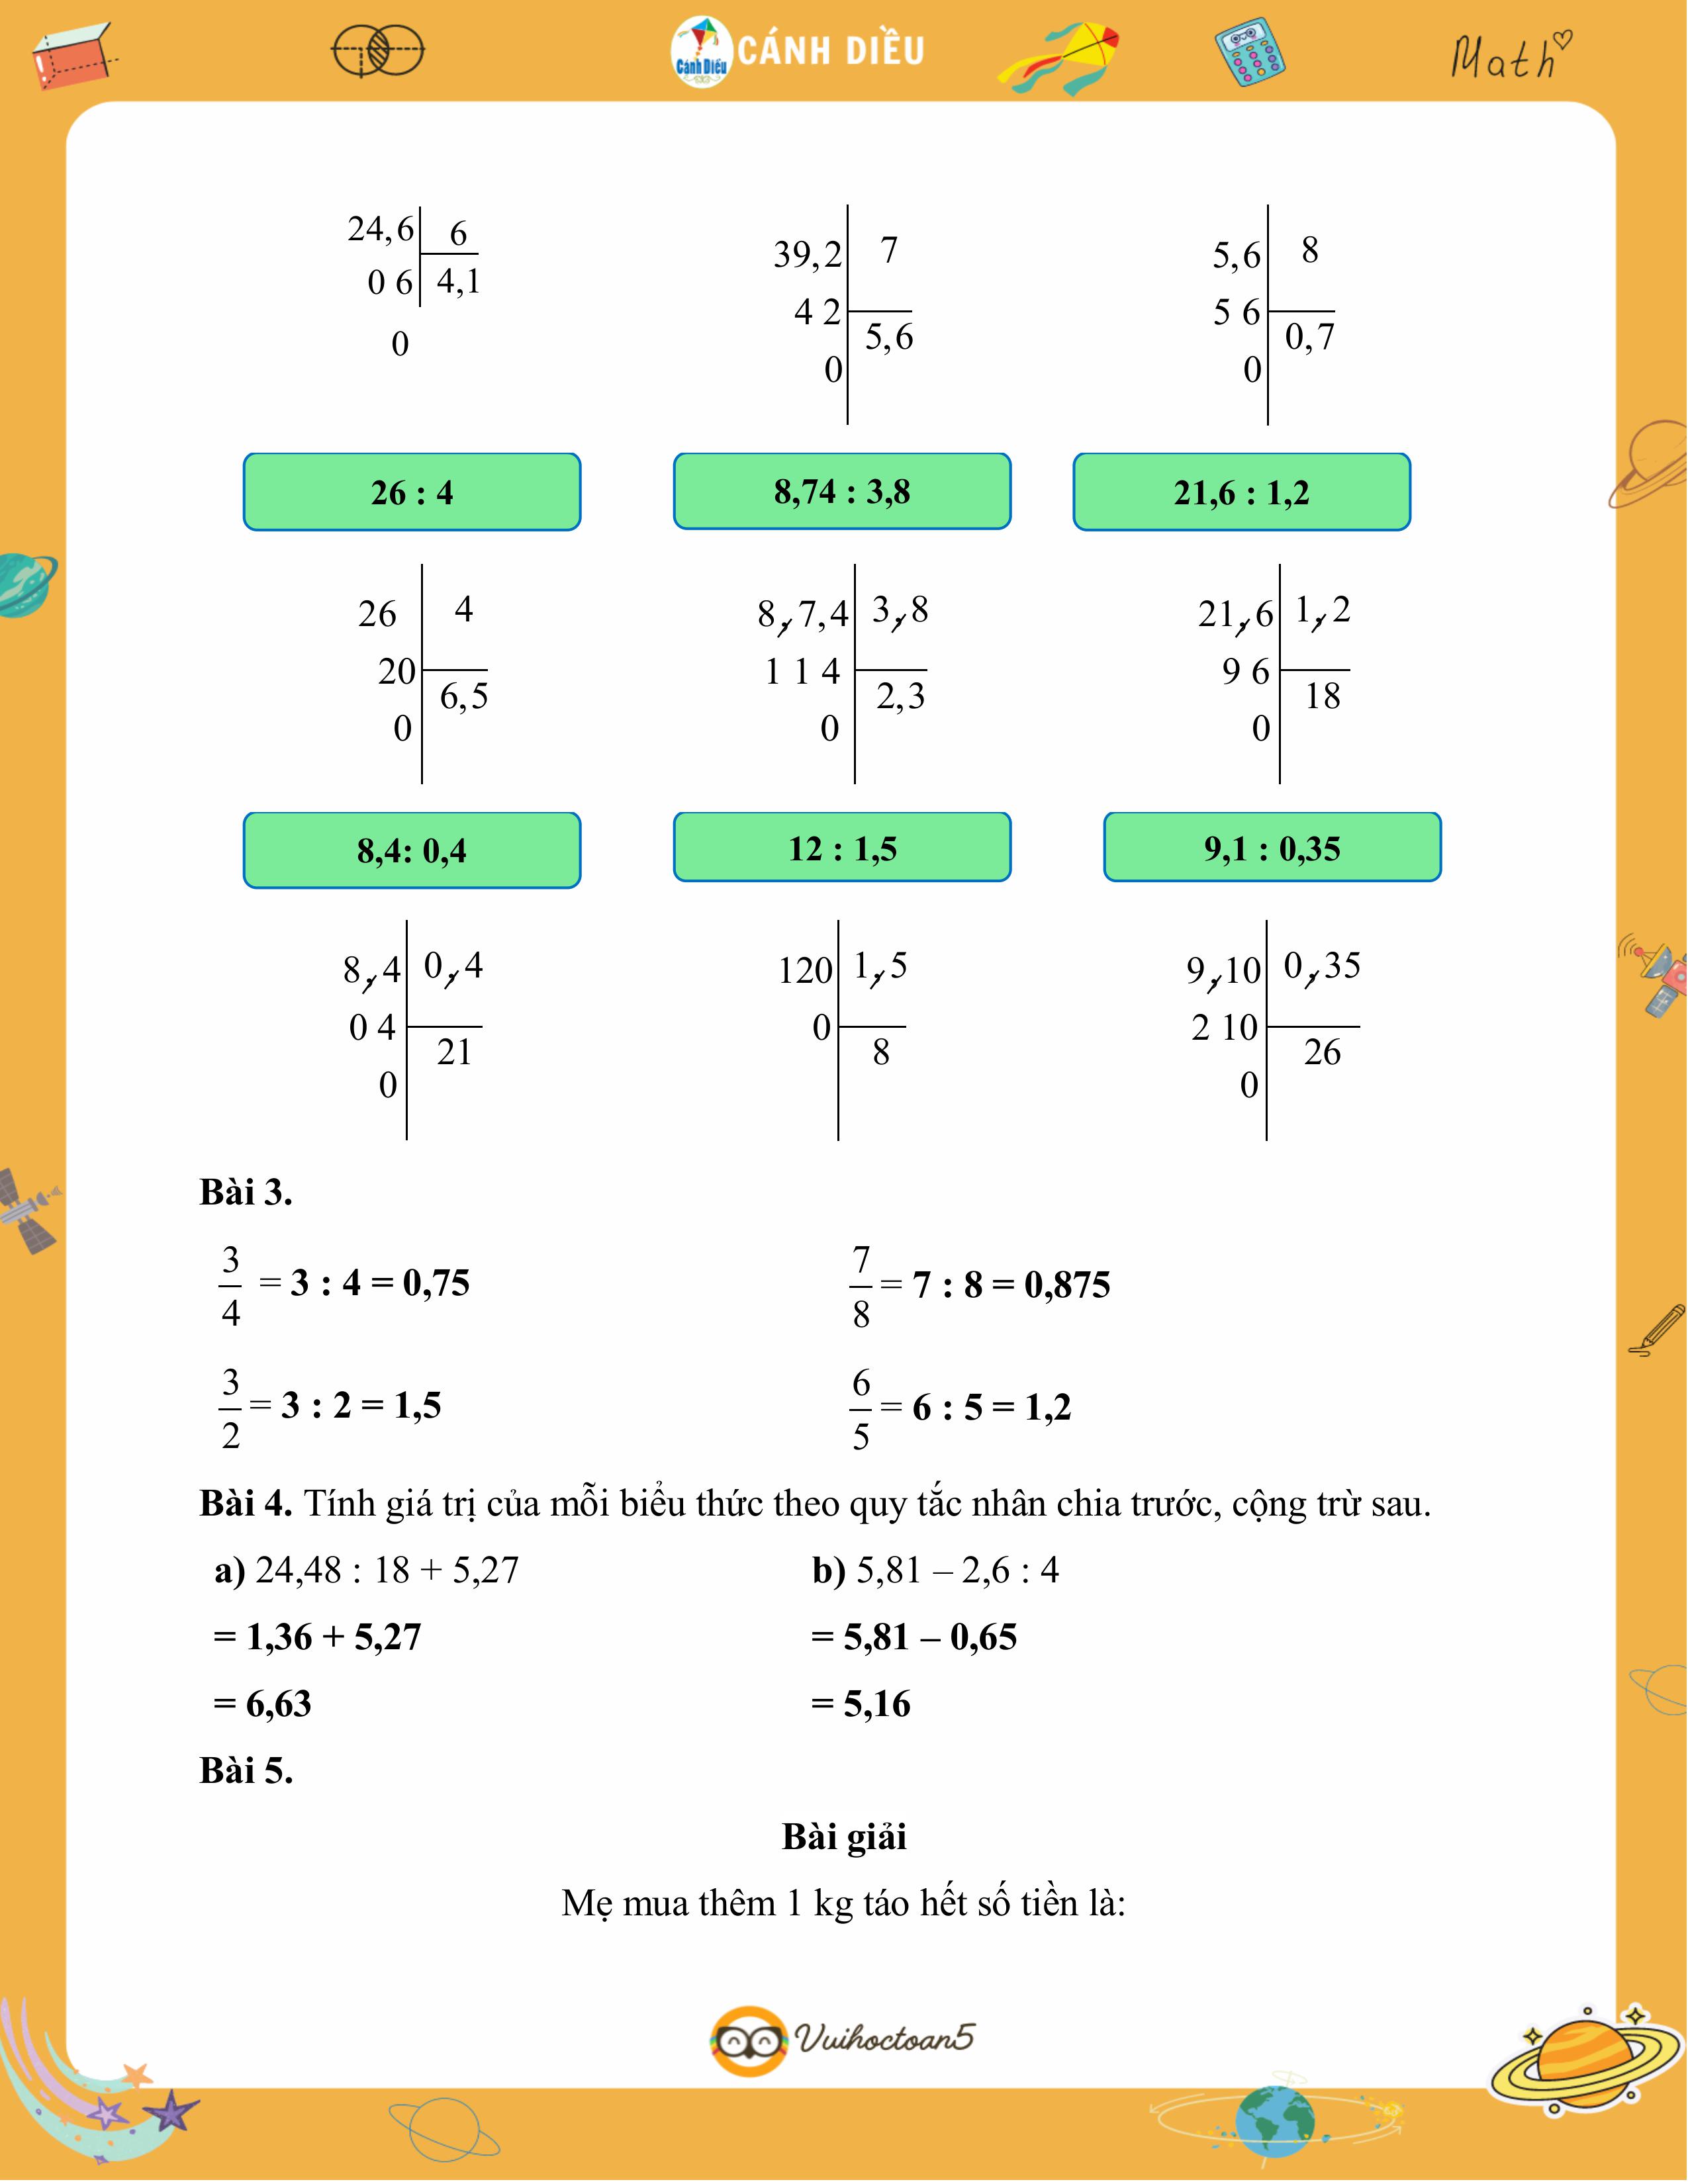 Cánh Diều CÁNH DIỀU Math
24,6 6
0 6 4,1
0
39,2 7
4 2
5,6
0
5,6 8
5 6
0,7
0
26 : 4 8,74 : 3,8 21,6 : 1,2
26 4
20
6,5
0
8,7,4 3,8
1 1 4
2,3
0
21,6 1,2
9 6
18
0
8,4: 0,4 12 : 1,5 9,1 : 0,35
8,4 0,4
0 4
21
0
120 1,5
0
8
9,10 0,35
2 10
26
0
Bài 3.
3/4 = 3 : 4 = 0,75 7/8 = 7 : 8 = 0,875
3/2 = 3 : 2 = 1,5 6/5 = 6 : 5 = 1,2
Bài 4. Tính giá trị của mỗi biểu thức theo quy tắc nhân chia trước, cộng trừ sau.
a) 24,48 : 18 + 5,27 b) 5,81 – 2,6 : 4
= 1,36 + 5,27 = 5,81 – 0,65
= 6,63 = 5,16
Bài 5.
Bài giải
Mẹ mua thêm 1 kg táo hết số tiền là:
Vuihoctoan5